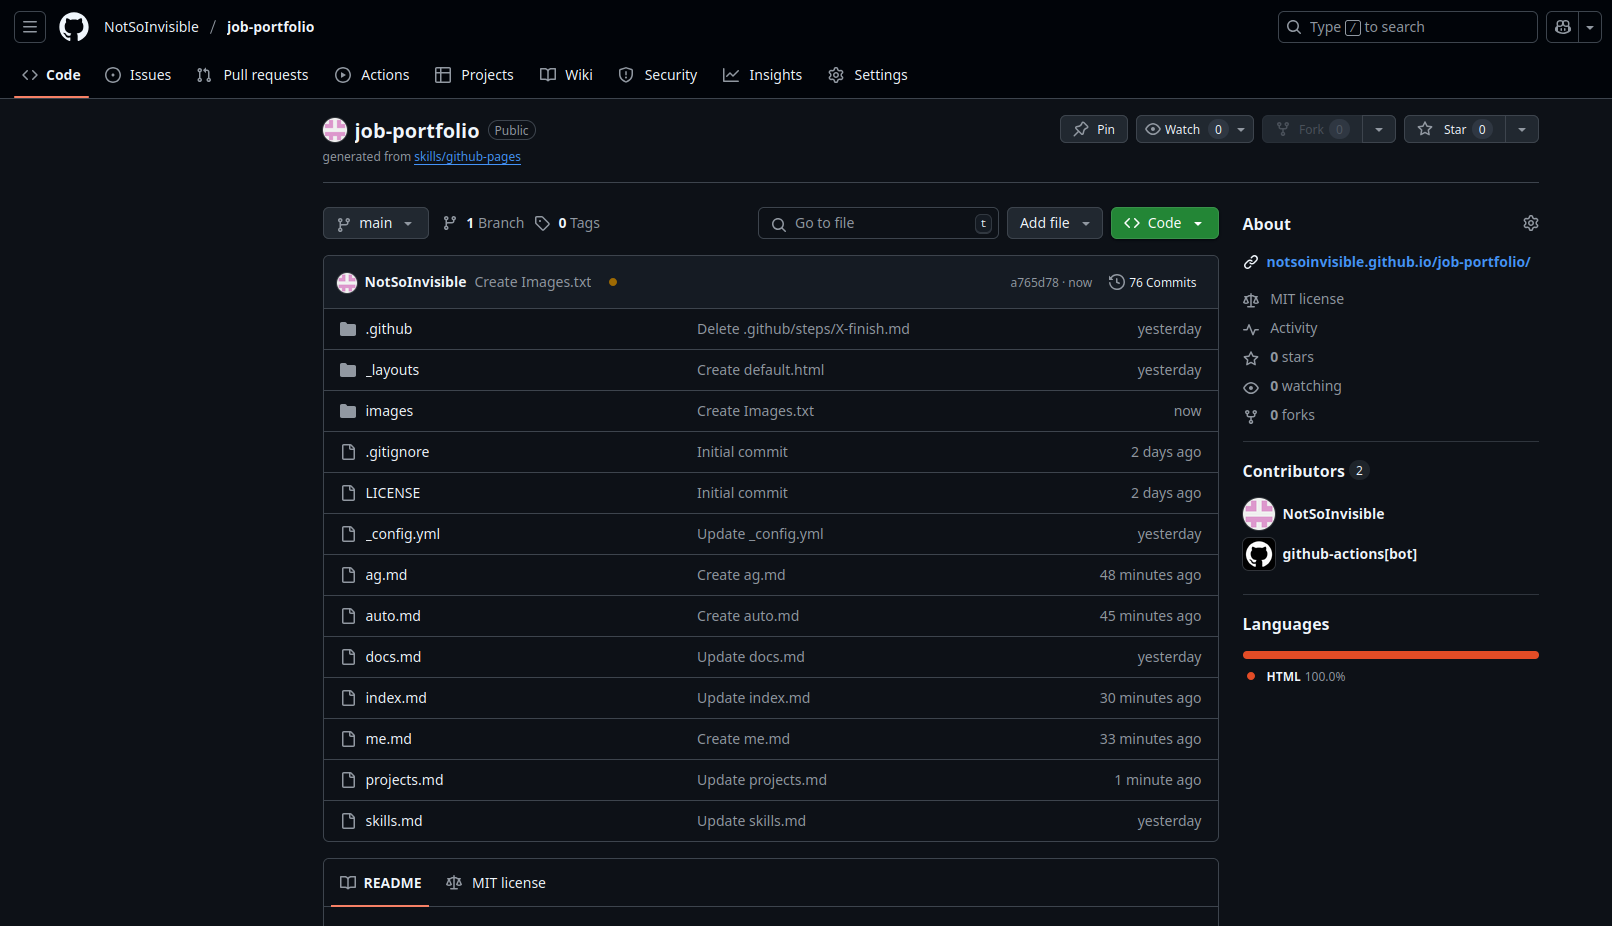 NotSoInvisible / job-portfolio
Type / to search
Code Issues Pull requests Actions Projects Wiki Security Insights Settings
job-portfolio Public
Pin Watch 0 Fork 0 Star 0
generated from skills/github-pages
main 1 Branch 0 Tags Go to file t Add file Code
NotSoInvisible Create Images.txt a765d78 · now 76 Commits
.github Delete .github/steps/X-finish.md yesterday
_layouts Create default.html yesterday
images Create Images.txt now
.gitignore Initial commit 2 days ago
LICENSE Initial commit 2 days ago
_config.yml Update _config.yml yesterday
ag.md Create ag.md 48 minutes ago
auto.md Create auto.md 45 minutes ago
docs.md Update docs.md yesterday
index.md Update index.md 30 minutes ago
me.md Create me.md 33 minutes ago
projects.md Update projects.md 1 minute ago
skills.md Update skills.md yesterday
README MIT license
About
notsoinvisible.github.io/job-portfolio/
MIT license
Activity
0 stars
0 watching
0 forks
Contributors 2
NotSoInvisible
github-actions[bot]
Languages
HTML 100.0%